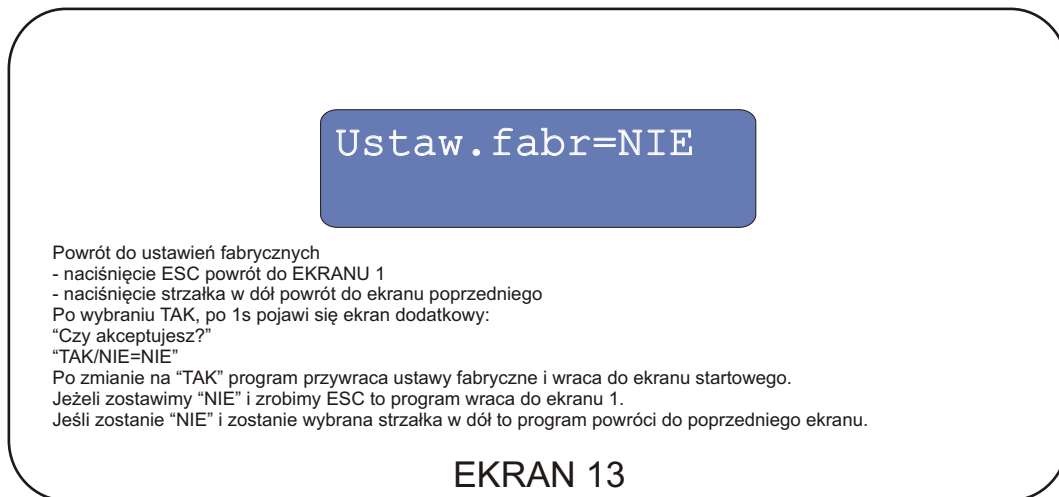 Ustaw.fabr=NIE
Powrót do ustawień fabrycznych
- naciśnięcie ESC powrót do EKRANU 1
- naciśnięcie strzałka w dół powrót do ekranu poprzedniego
Po wybraniu TAK, po 1s pojawi się ekran dodatkowy:
“Czy akceptujesz?”
“TAK/NIE=NIE”
Po zmianie na “TAK” program przywraca ustawy fabryczne i wraca do ekranu startowego.
Jeżeli zostawimy “NIE” i zrobimy ESC to program wraca do ekranu 1.
Jeśli zostanie “NIE” i zostanie wybrana strzałka w dół to program powróci do poprzedniego ekranu.
EKRAN 13